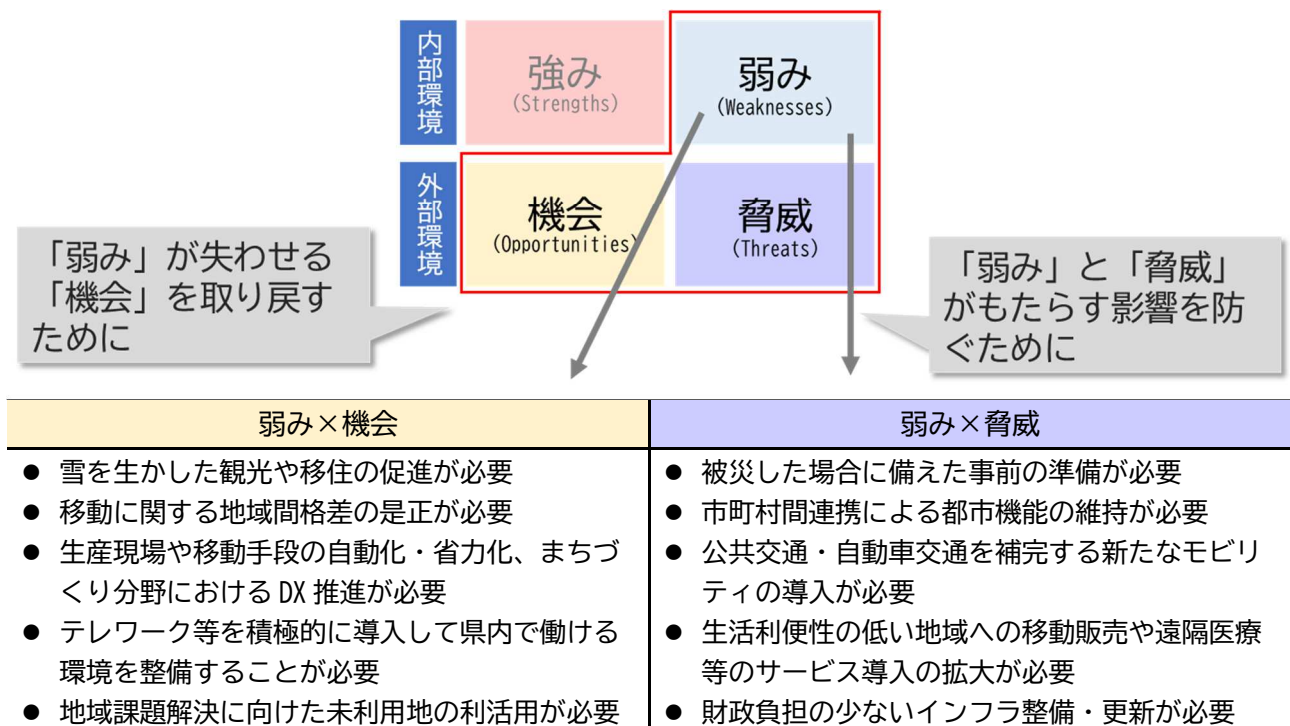 内部環境
強み
(Strengths)
弱み
(Weaknesses)
外部環境
機会
(Opportunities)
脅威
(Threats)
「弱み」が失わせる
「機会」を取り戻す
ために
「弱み」と「脅威」
がもたらす影響を防
ぐために
弱み×機会
● 雪を生かした観光や移住の促進が必要
● 移動に関する地域間格差の是正が必要
● 生産現場や移動手段の自動化・省力化、まちづ
くり分野における DX 推進が必要
● テレワーク等を積極的に導入して県内で働ける
環境を整備することが必要
● 地域課題解決に向けた未利用地の利活用が必要
弱み×脅威
● 被災した場合に備えた事前の準備が必要
● 市町村間連携による都市機能の維持が必要
● 公共交通・自動車交通を補完する新たなモビリ
ティの導入が必要
● 生活利便性の低い地域への移動販売や遠隔医療
等のサービス導入の拡大が必要
● 財政負担の少ないインフラ整備・更新が必要